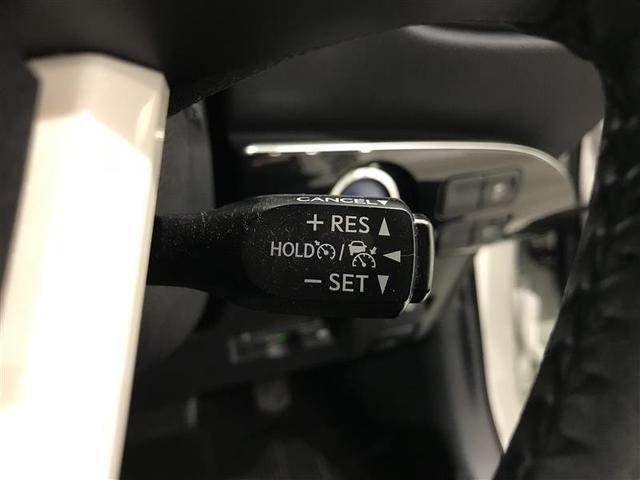 CANCEL▼
+ RES ▲
HOLD / ◄
− SET ▼